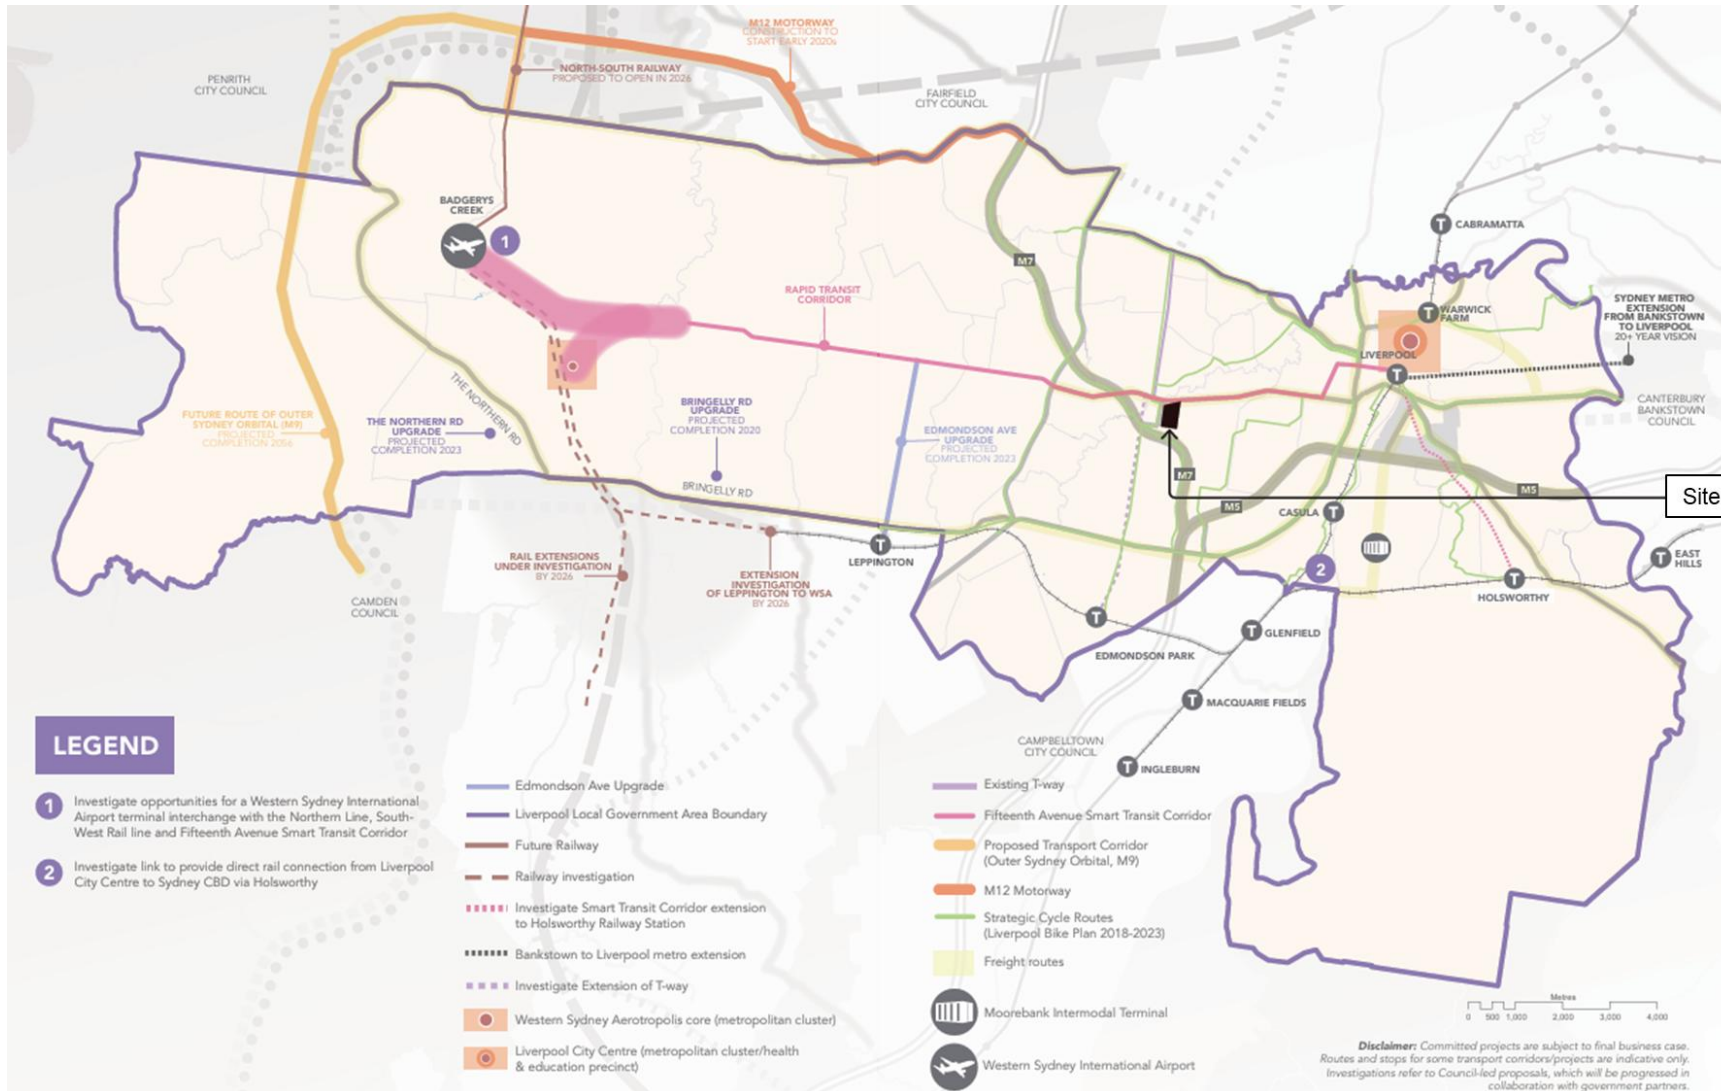 M12 MOTORWAY
CONSTRUCTION TO
START EARLY 2020s
PENRITH
CITY COUNCIL
NORTH-SOUTH RAILWAY
PROPOSED TO OPEN IN 2026
FAIRFIELD
CITY COUNCIL
BADGERYS
CREEK
1
M7
CABRAMATTA
T
RAPID TRANSIT
CORRIDOR
T
WARWICK
FARM
SYDNEY METRO
EXTENSION
FROM BANKSTOWN
TO LIVERPOOL
20+ YEAR VISION
LIVERPOOL
T
THE NORTHERN RD
FUTURE ROUTE OF OUTER
SYDNEY ORBITAL (M9)
PROJECTED
COMPLETION 2056
THE NORTHERN RD
UPGRADE
PROJECTED
COMPLETION 2023
BRINGELLY RD
UPGRADE
PROJECTED
COMPLETION 2020
EDMONDSON AVE
UPGRADE
PROJECTED
COMPLETION 2023
CANTERBURY
BANKSTOWN
COUNCIL
BRINGELLY RD
M7
M5
M5
Site
CASULA
T
T
LEPPINGTON
RAIL EXTENSIONS
UNDER INVESTIGATION
BY 2026
EXTENSION
INVESTIGATION
OF LEPPINGTON TO WSA
BY 2026
2
T
EAST
HILLS
T
HOLSWORTHY
CAMDEN
COUNCIL
T
EDMONDSON PARK
T
GLENFIELD
T
MACQUARIE FIELDS
CAMPBELLTOWN
CITY COUNCIL
T
INGLEBURN
LEGEND
1
Investigate opportunities for a Western Sydney International
Airport terminal interchange with the Northern Line, South-
West Rail line and Fifteenth Avenue Smart Transit Corridor
2
Investigate link to provide direct rail connection from Liverpool
City Centre to Sydney CBD via Holsworthy
Edmondson Ave Upgrade
Liverpool Local Government Area Boundary
Future Railway
Railway investigation
Investigate Smart Transit Corridor extension
to Holsworthy Railway Station
Bankstown to Liverpool metro extension
Investigate Extension of T-way
Western Sydney Aerotropolis core (metropolitan cluster)
Liverpool City Centre (metropolitan cluster/health
& education precinct)
Existing T-way
Fifteenth Avenue Smart Transit Corridor
Proposed Transport Corridor
(Outer Sydney Orbital, M9)
M12 Motorway
Strategic Cycle Routes
(Liverpool Bike Plan 2018-2023)
Freight routes
Moorebank Intermodal Terminal
Western Sydney International Airport
Metres
0 500 1,000 2,000 3,000 4,000
Disclaimer: Committed projects are subject to final business case.
Routes and stops for some transport corridors/projects are indicative only.
Investigations refer to Council-led proposals, which will be progressed in
collaboration with government partners.